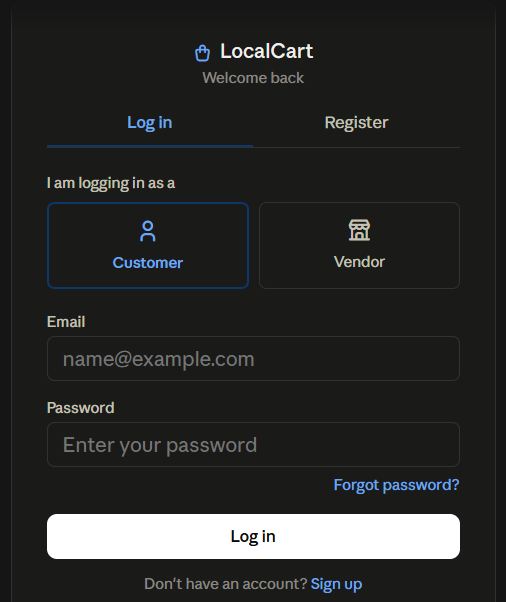 LocalCart
Welcome back
Log in Register
I am logging in as a
Customer Vendor
Email
name@example.com
Password
Enter your password
Forgot password?
Log in
Don't have an account? Sign up